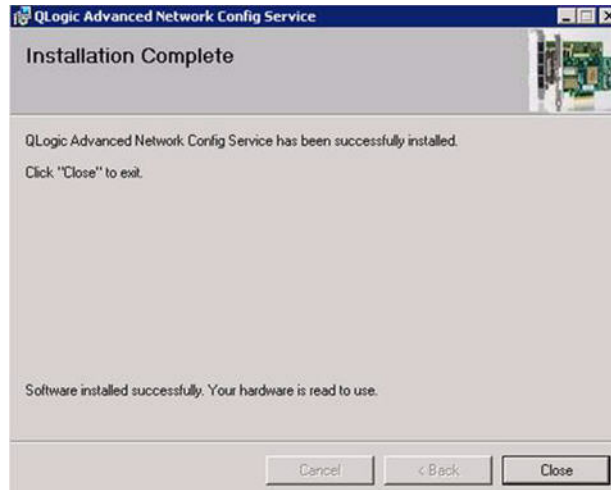 QLogic Advanced Network Config Service
Installation Complete
QLogic Advanced Network Config Service has been successfully installed.
Click "Close" to exit.
Software installed successfully. Your hardware is read to use.
Cancel
< Back
Close